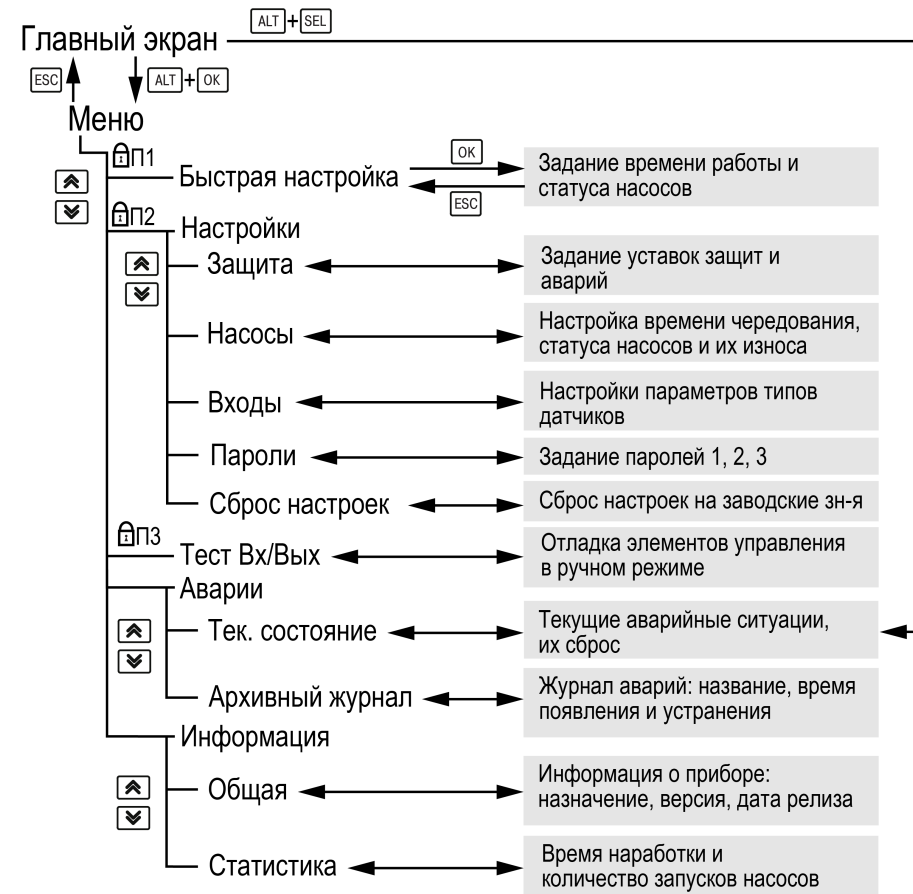 ALT + SEL
Главный экран
ESC ALT + OK
Меню
П1
Быстрая настройка
OK
ESC
Задание времени работы и
статуса насосов
П2
Настройки
Защита
Задание уставок защит и
аварий
Насосы
Настройка времени чередования,
статуса насосов и их износа
Входы
Настройки параметров типов
датчиков
Пароли
Задание паролей 1, 2, 3
Сброс настроек
Сброс настроек на заводские зн-я
П3
Тест Вх/Вых
Отладка элементов управления
в ручном режиме
Аварии
Тек. состояние
Текущие аварийные ситуации,
их сброс
Архивный журнал
Журнал аварий: название, время
появления и устранения
Информация
Общая
Информация о приборе:
назначение, версия, дата релиза
Статистика
Время наработки и
количество запусков насосов